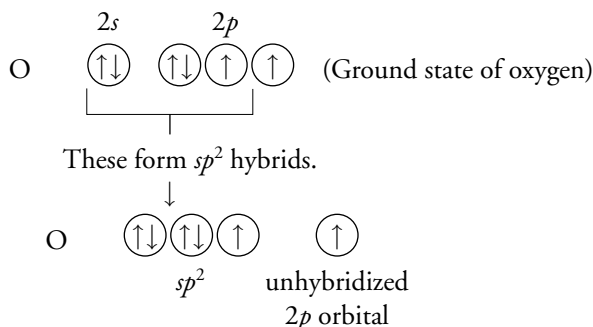 2s 2p
O ↑↓ ↑↓ ↑ ↑ (Ground state of oxygen)
These form sp² hybrids.
↓
O ↑↓ ↑↓ ↑ ↑
sp² unhybridized
2p orbital